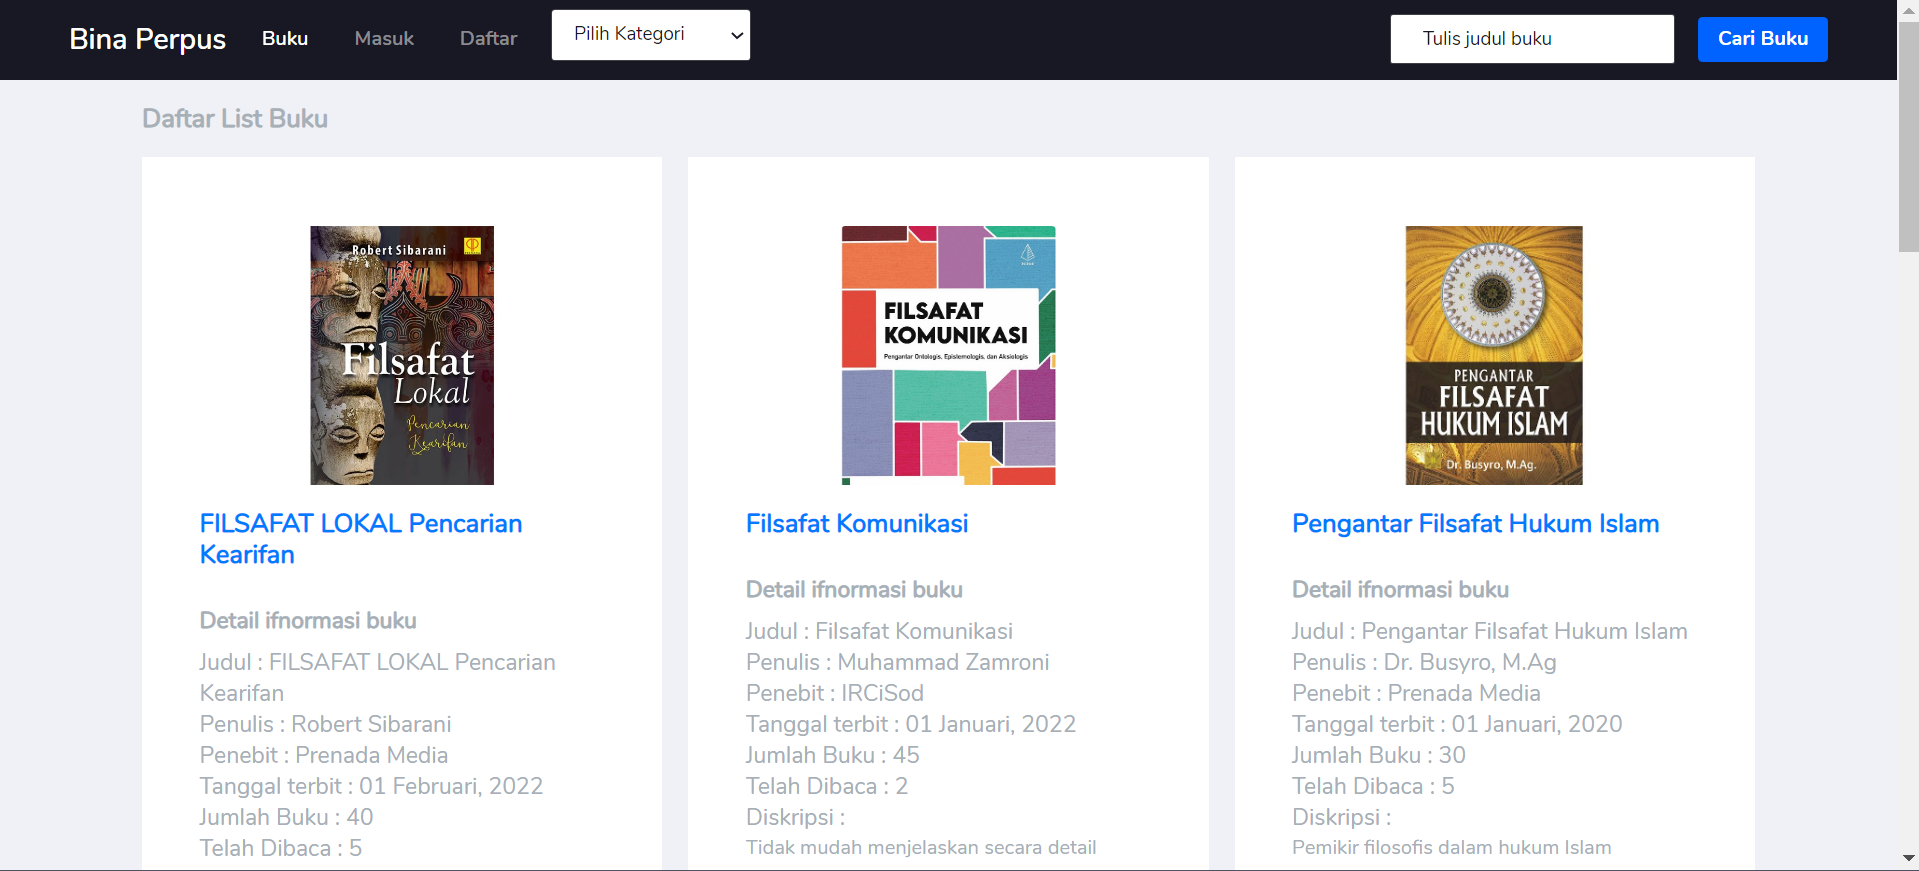 Bina Perpus Buku Masuk Daftar Pilih Kategori Tulis judul buku Cari Buku
Daftar List Buku
Robert Sibarani
Filsafat
Lokal
Pencarian
Kearifan
FILSAFAT LOKAL Pencarian
Kearifan
Detail ifnormasi buku
Judul : FILSAFAT LOKAL Pencarian
Kearifan
Penulis : Robert Sibarani
Penebit : Prenada Media
Tanggal terbit : 01 Februari, 2022
Jumlah Buku : 40
Telah Dibaca : 5
FILSAFAT
KOMUNIKASI
Pengantar Ontologis, Epistemologis, dan Aksiologis
Filsafat Komunikasi
Detail ifnormasi buku
Judul : Filsafat Komunikasi
Penulis : Muhammad Zamroni
Penebit : IRCiSod
Tanggal terbit : 01 Januari, 2022
Jumlah Buku : 45
Telah Dibaca : 2
Diskripsi :
Tidak mudah menjelaskan secara detail
PENGANTAR
FILSAFAT
HUKUM ISLAM
Dr. Busyro, M.Ag.
Pengantar Filsafat Hukum Islam
Detail ifnormasi buku
Judul : Pengantar Filsafat Hukum Islam
Penulis : Dr. Busyro, M.Ag
Penebit : Prenada Media
Tanggal terbit : 01 Januari, 2020
Jumlah Buku : 30
Telah Dibaca : 5
Diskripsi :
Pemikir filosofis dalam hukum Islam